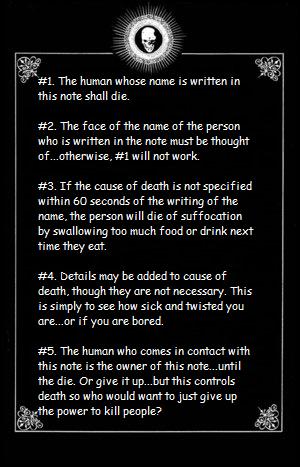 #1. The human whose name is written in
this note shall die.
#2. The face of the name of the person
who is written in the note must be thought
of...otherwise, #1 will not work.
#3. If the cause of death is not specified
within 60 seconds of the writing of the
name, the person will die of suffocation
by swallowing too much food or drink next
time they eat.
#4. Details may be added to cause of
death, though they are not necessary. This
is simply to see how sick and twisted you
are...or if you are bored.
#5. The human who comes in contact with
this note is the owner of this note...until
the die. Or give it up...but this controls
death so who would want to just give up
the power to kill people?